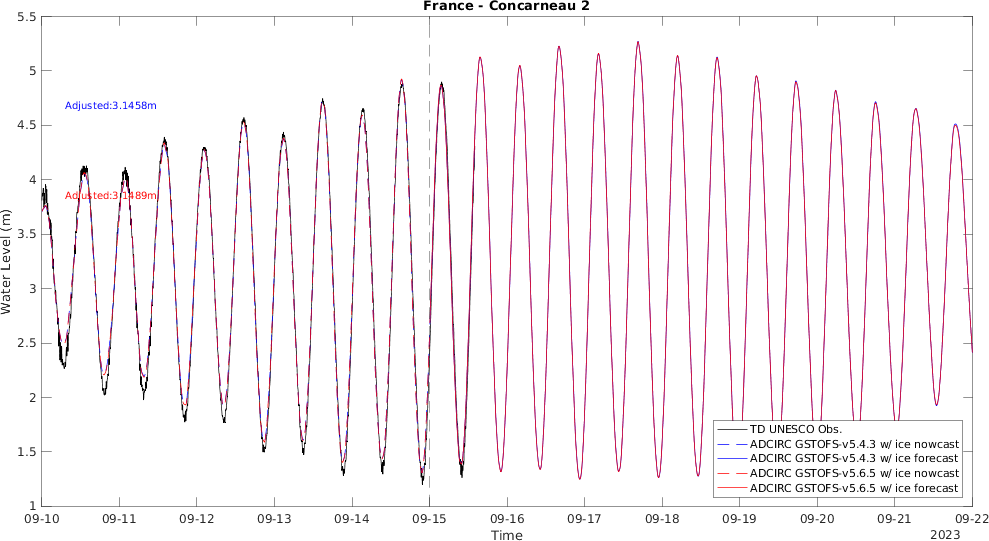 France - Concarneau 2
5.5
5
4.5
4
3.5
3
2.5
2
1.5
1
Water Level (m)
Adjusted:3.1458m
Adjusted:3.1489m
TD UNESCO Obs.
ADCIRC GSTOFS-v5.4.3 w/ ice nowcast
ADCIRC GSTOFS-v5.4.3 w/ ice forecast
ADCIRC GSTOFS-v5.6.5 w/ ice nowcast
ADCIRC GSTOFS-v5.6.5 w/ ice forecast
09-10 09-11 09-12 09-13 09-14 09-15 09-16 09-17 09-18 09-19 09-20 09-21 09-22
Time
2023